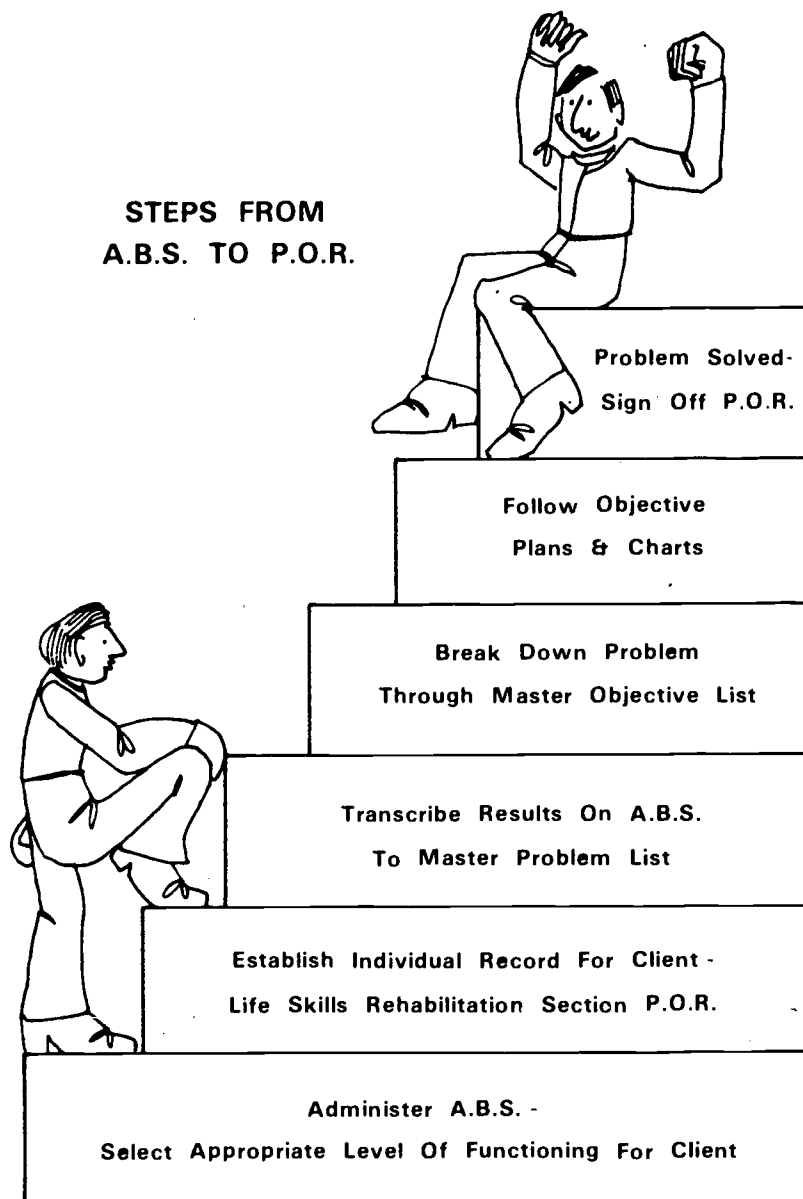 STEPS FROM
A.B.S. TO P.O.R.
Problem Solved-
Sign Off P.O.R.
Follow Objective
Plans & Charts
Break Down Problem
Through Master Objective List
Transcribe Results On A.B.S.
To Master Problem List
Establish Individual Record For Client -
Life Skills Rehabilitation Section P.O.R.
Administer A.B.S. -
Select Appropriate Level Of Functioning For Client